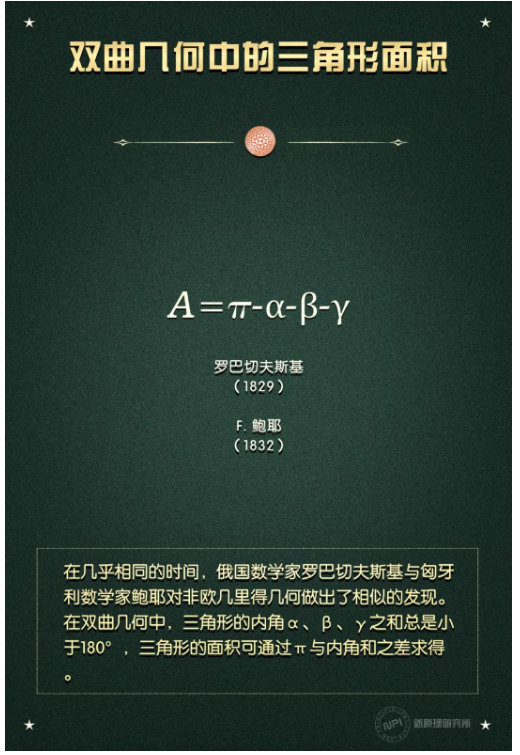 双曲几何中的三角形面积
A=π-α-β-γ
罗巴切夫斯基
（1829）
F. 鲍耶
（1832）
在几乎相同的时间，俄国数学家罗巴切夫斯基与匈牙
利数学家鲍耶对非欧几里得几何做出了相似的发现。
在双曲几何中，三角形的内角α、β、γ之和总是小
于180°，三角形的面积可通过π与内角和之差求得
。
NPI 新原理研究所